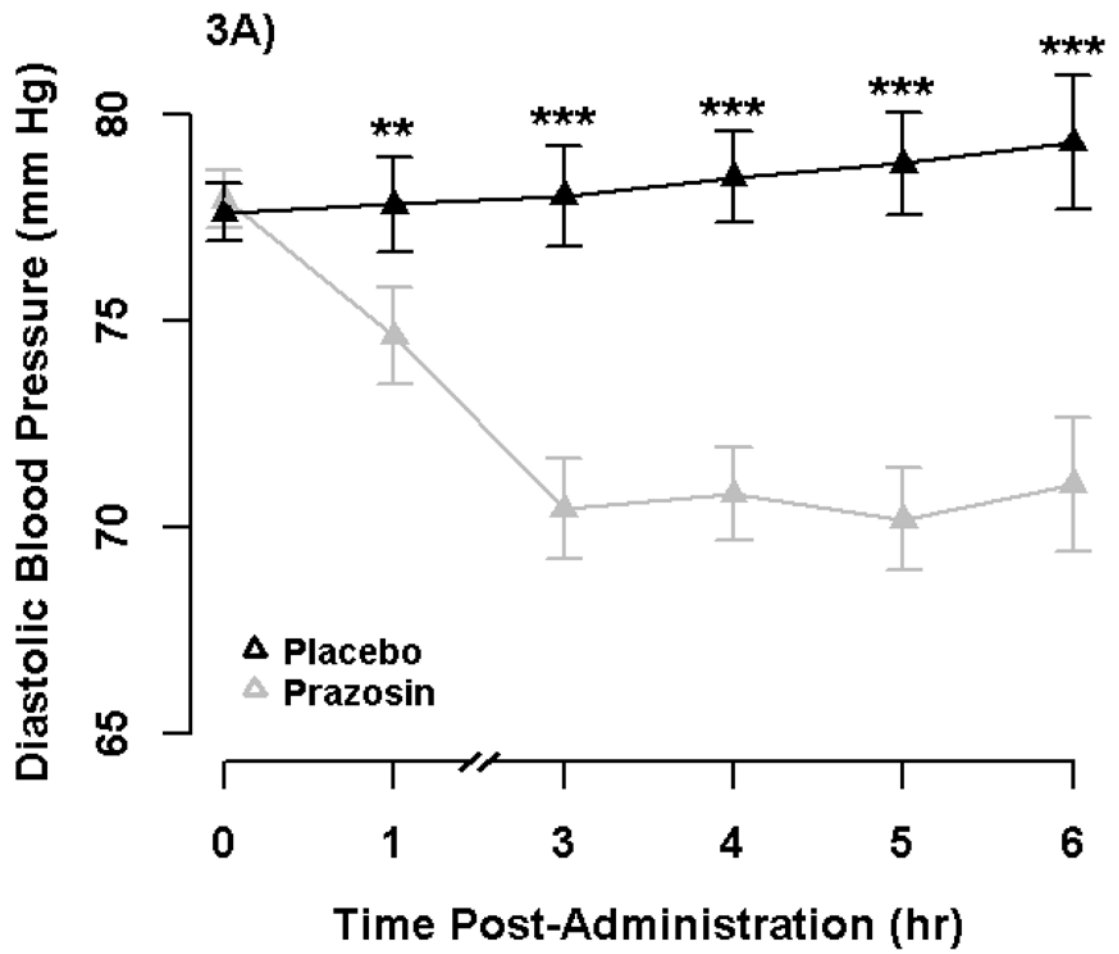 3A)
Diastolic Blood Pressure (mm Hg)
80
75
70
65
**
***
***
***
***
Placebo
Prazosin
0 1 3 4 5 6
Time Post-Administration (hr)